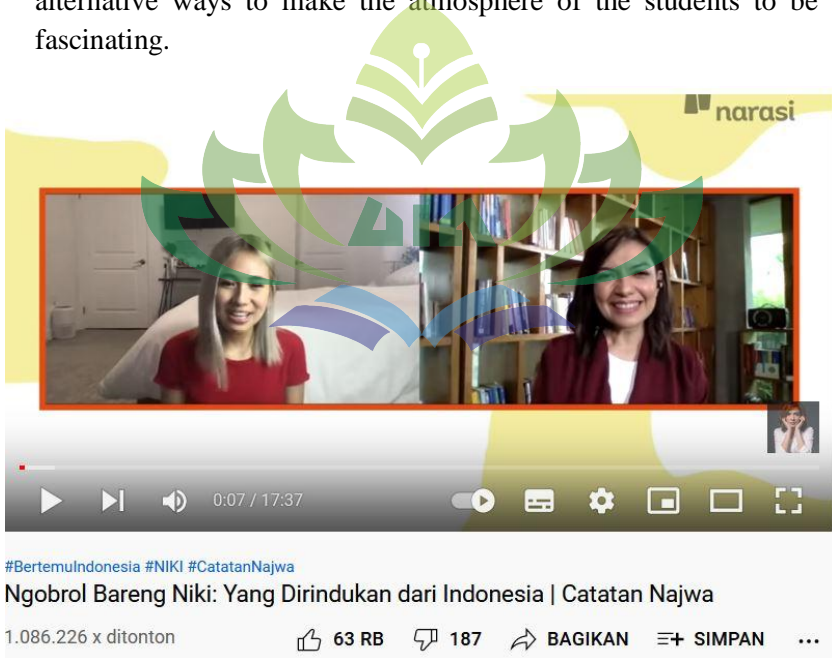 alternative ways to make the atmosphere of the students to be
fascinating.
narasi
0:07 / 17:37
#BertemuIndonesia #NIKI #CatatanNajwa
Ngobrol Bareng Niki: Yang Dirindukan dari Indonesia | Catatan Najwa
1.086.226 x ditonton 63 RB 187 BAGIKAN SIMPAN